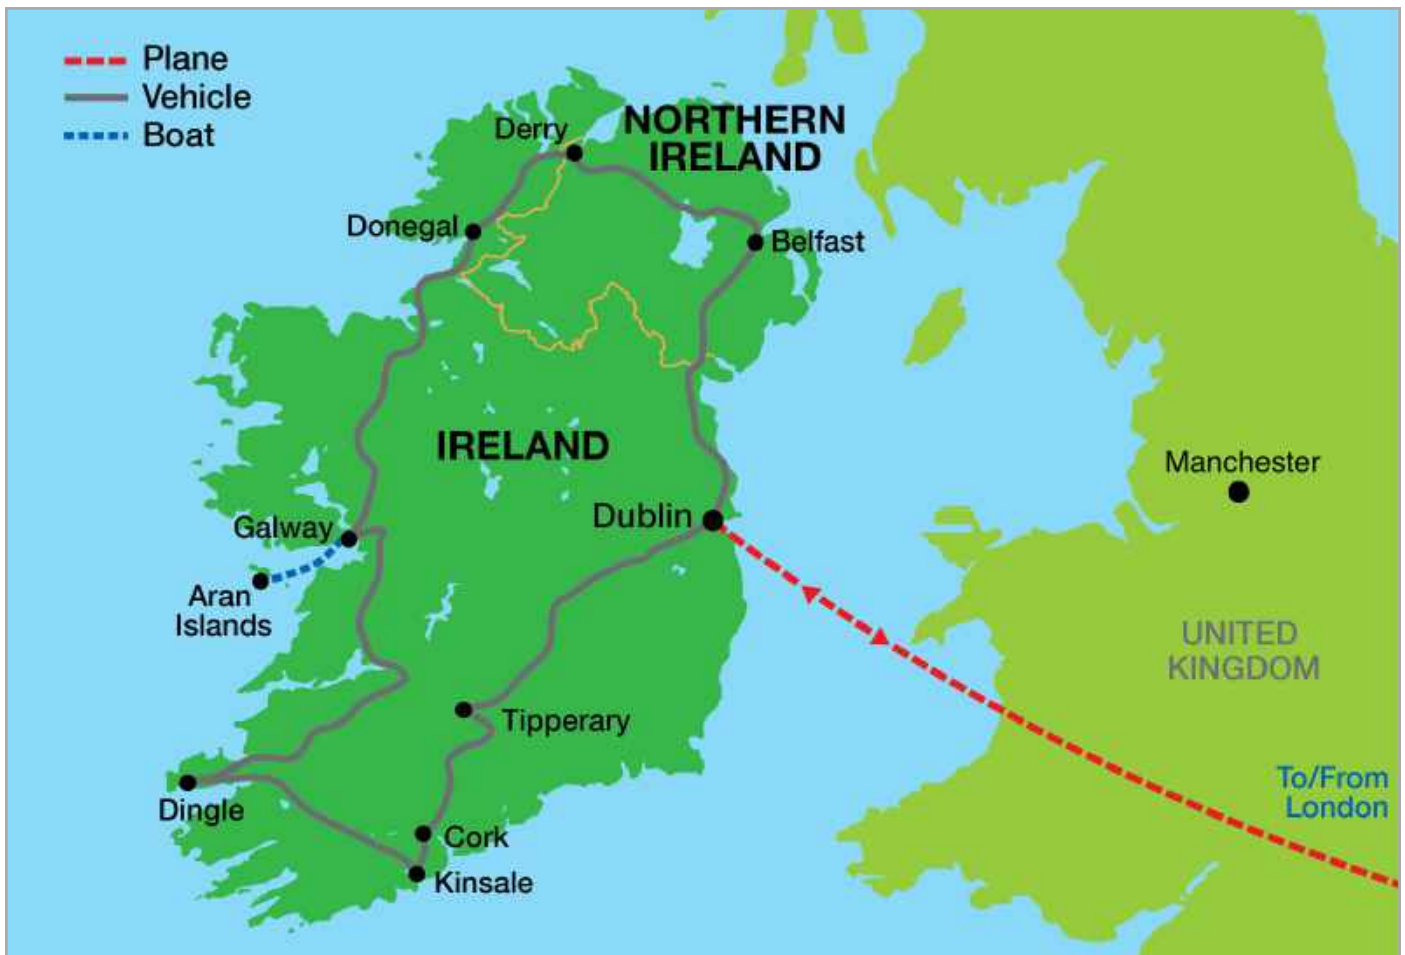 Plane
Vehicle
Boat
Derry
NORTHERN
IRELAND
Donegal
Belfast
IRELAND
Manchester
Dublin
Galway
Aran
Islands
UNITED
KINGDOM
Tipperary
To/From
London
Dingle
Cork
Kinsale